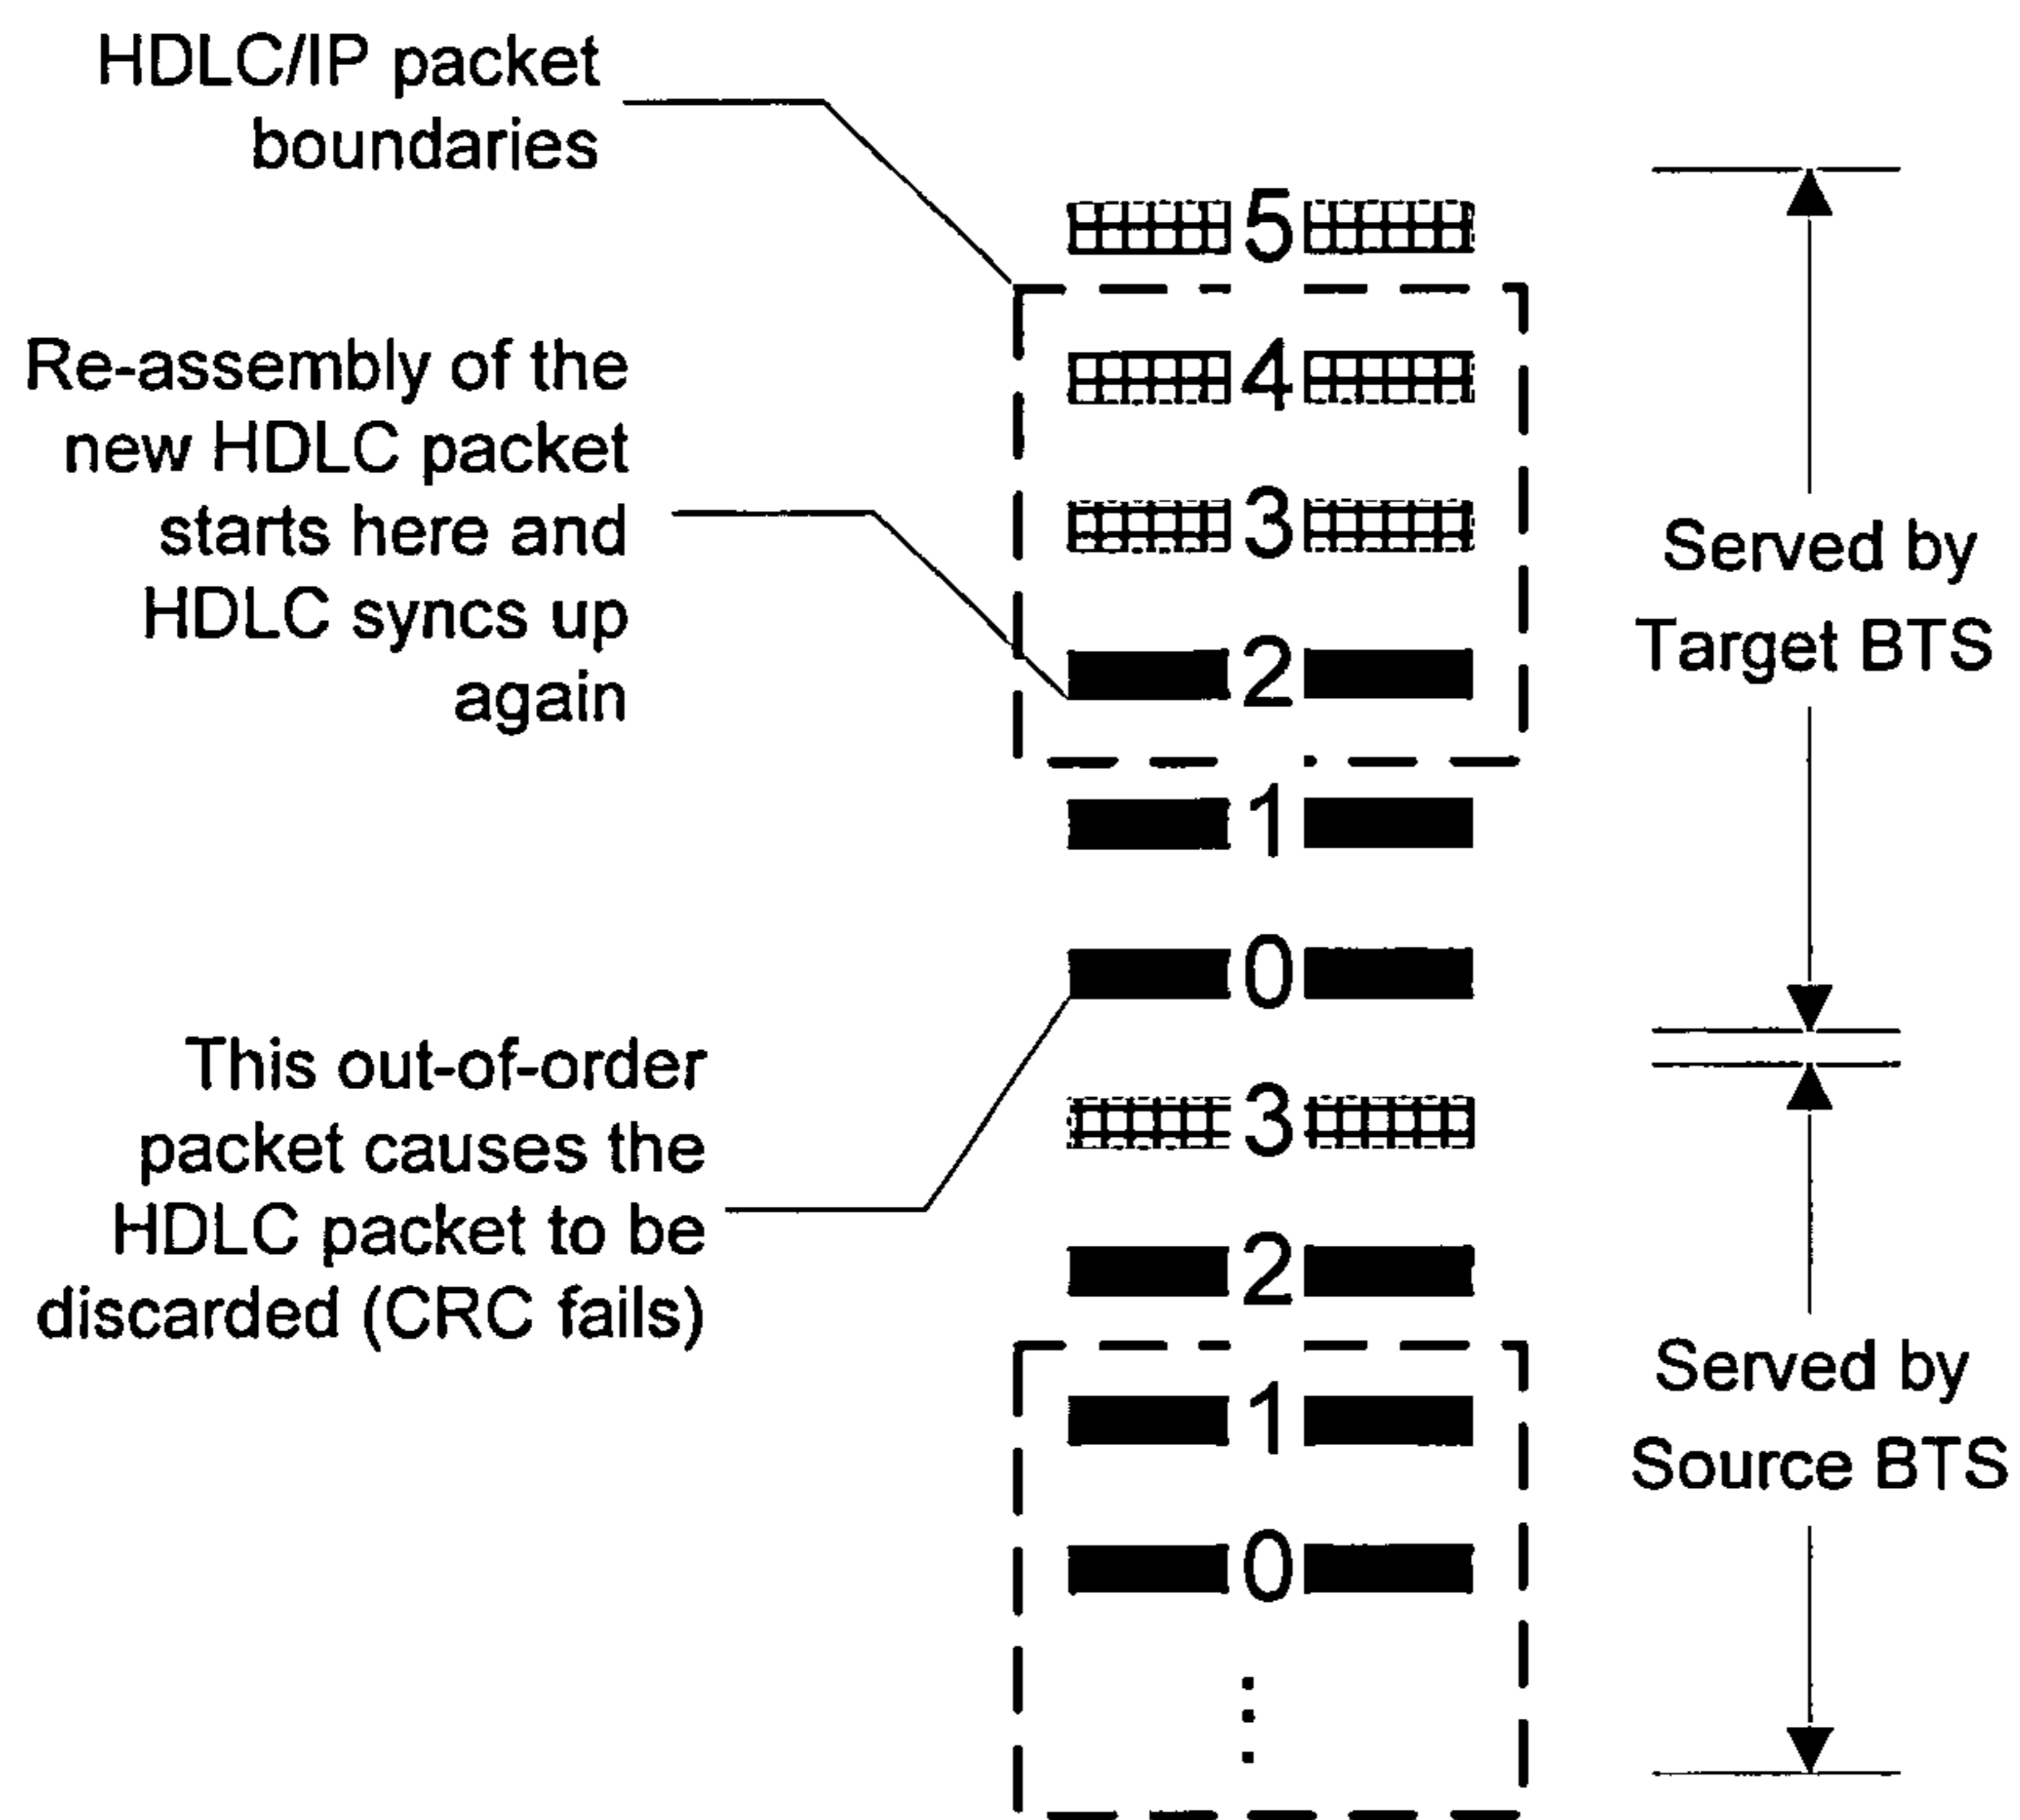 HDLC/IP packet
boundaries
5
4
Re-assembly of the
new HDLC packet
starts here and
HDLC syncs up
again
3
2
Served by
Target BTS
1
0
This out-of-order
packet causes the
HDLC packet to be
discarded (CRC fails)
3
2
1
0
Served by
Source BTS